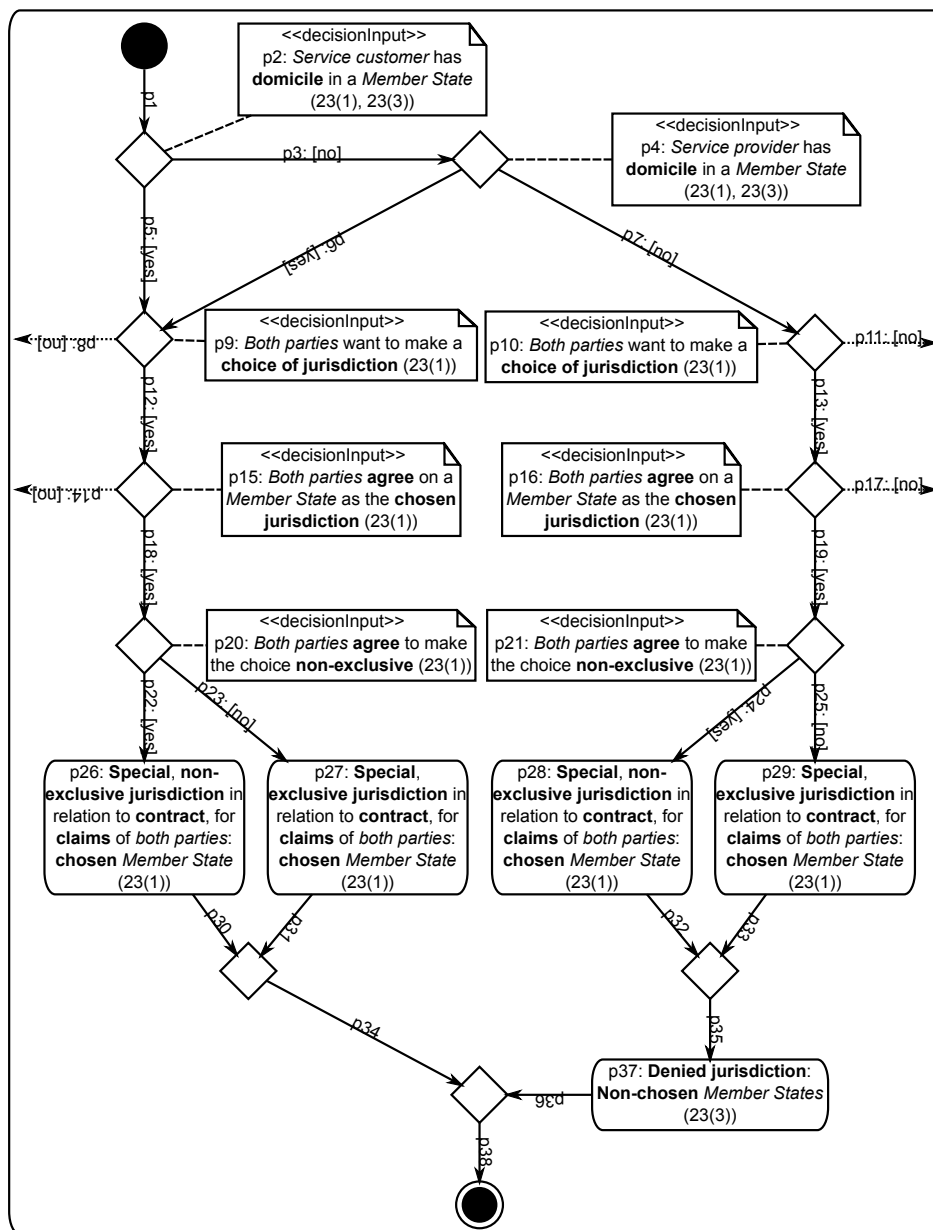 <<decisionInput>>
p2: Service customer has
domicile in a Member State
(23(1), 23(3))
p1
<<decisionInput>>
p4: Service provider has
domicile in a Member State
(23(1), 23(3))
p3: [no]
p5: [yes]
p6: [yes]
p7: [no]
<<decisionInput>>
p9: Both parties want to make a
choice of jurisdiction (23(1))
<<decisionInput>>
p10: Both parties want to make a
choice of jurisdiction (23(1))
p8: [no]
p11: [no]
p12: [yes]
p13: [yes]
<<decisionInput>>
p15: Both parties agree on a
Member State as the chosen
jurisdiction (23(1))
<<decisionInput>>
p16: Both parties agree on a
Member State as the chosen
jurisdiction (23(1))
p14: [no]
p17: [no]
p18: [yes]
p19: [yes]
<<decisionInput>>
p20: Both parties agree to make
the choice non-exclusive (23(1))
<<decisionInput>>
p21: Both parties agree to make
the choice non-exclusive (23(1))
p22: [yes]
p23: [no]
p24: [yes]
p25: [no]
p26: Special, non-
exclusive jurisdiction in
relation to contract, for
claims of both parties:
chosen Member State
(23(1))
p27: Special,
exclusive jurisdiction in
relation to contract, for
claims of both parties:
chosen Member State
(23(1))
p28: Special, non-
exclusive jurisdiction in
relation to contract, for
claims of both parties:
chosen Member State
(23(1))
p29: Special,
exclusive jurisdiction in
relation to contract, for
claims of both parties:
chosen Member State
(23(1))
p30
p31
p32
p33
p34
p35
p37: Denied jurisdiction:
Non-chosen Member States
(23(3))
p36
p38